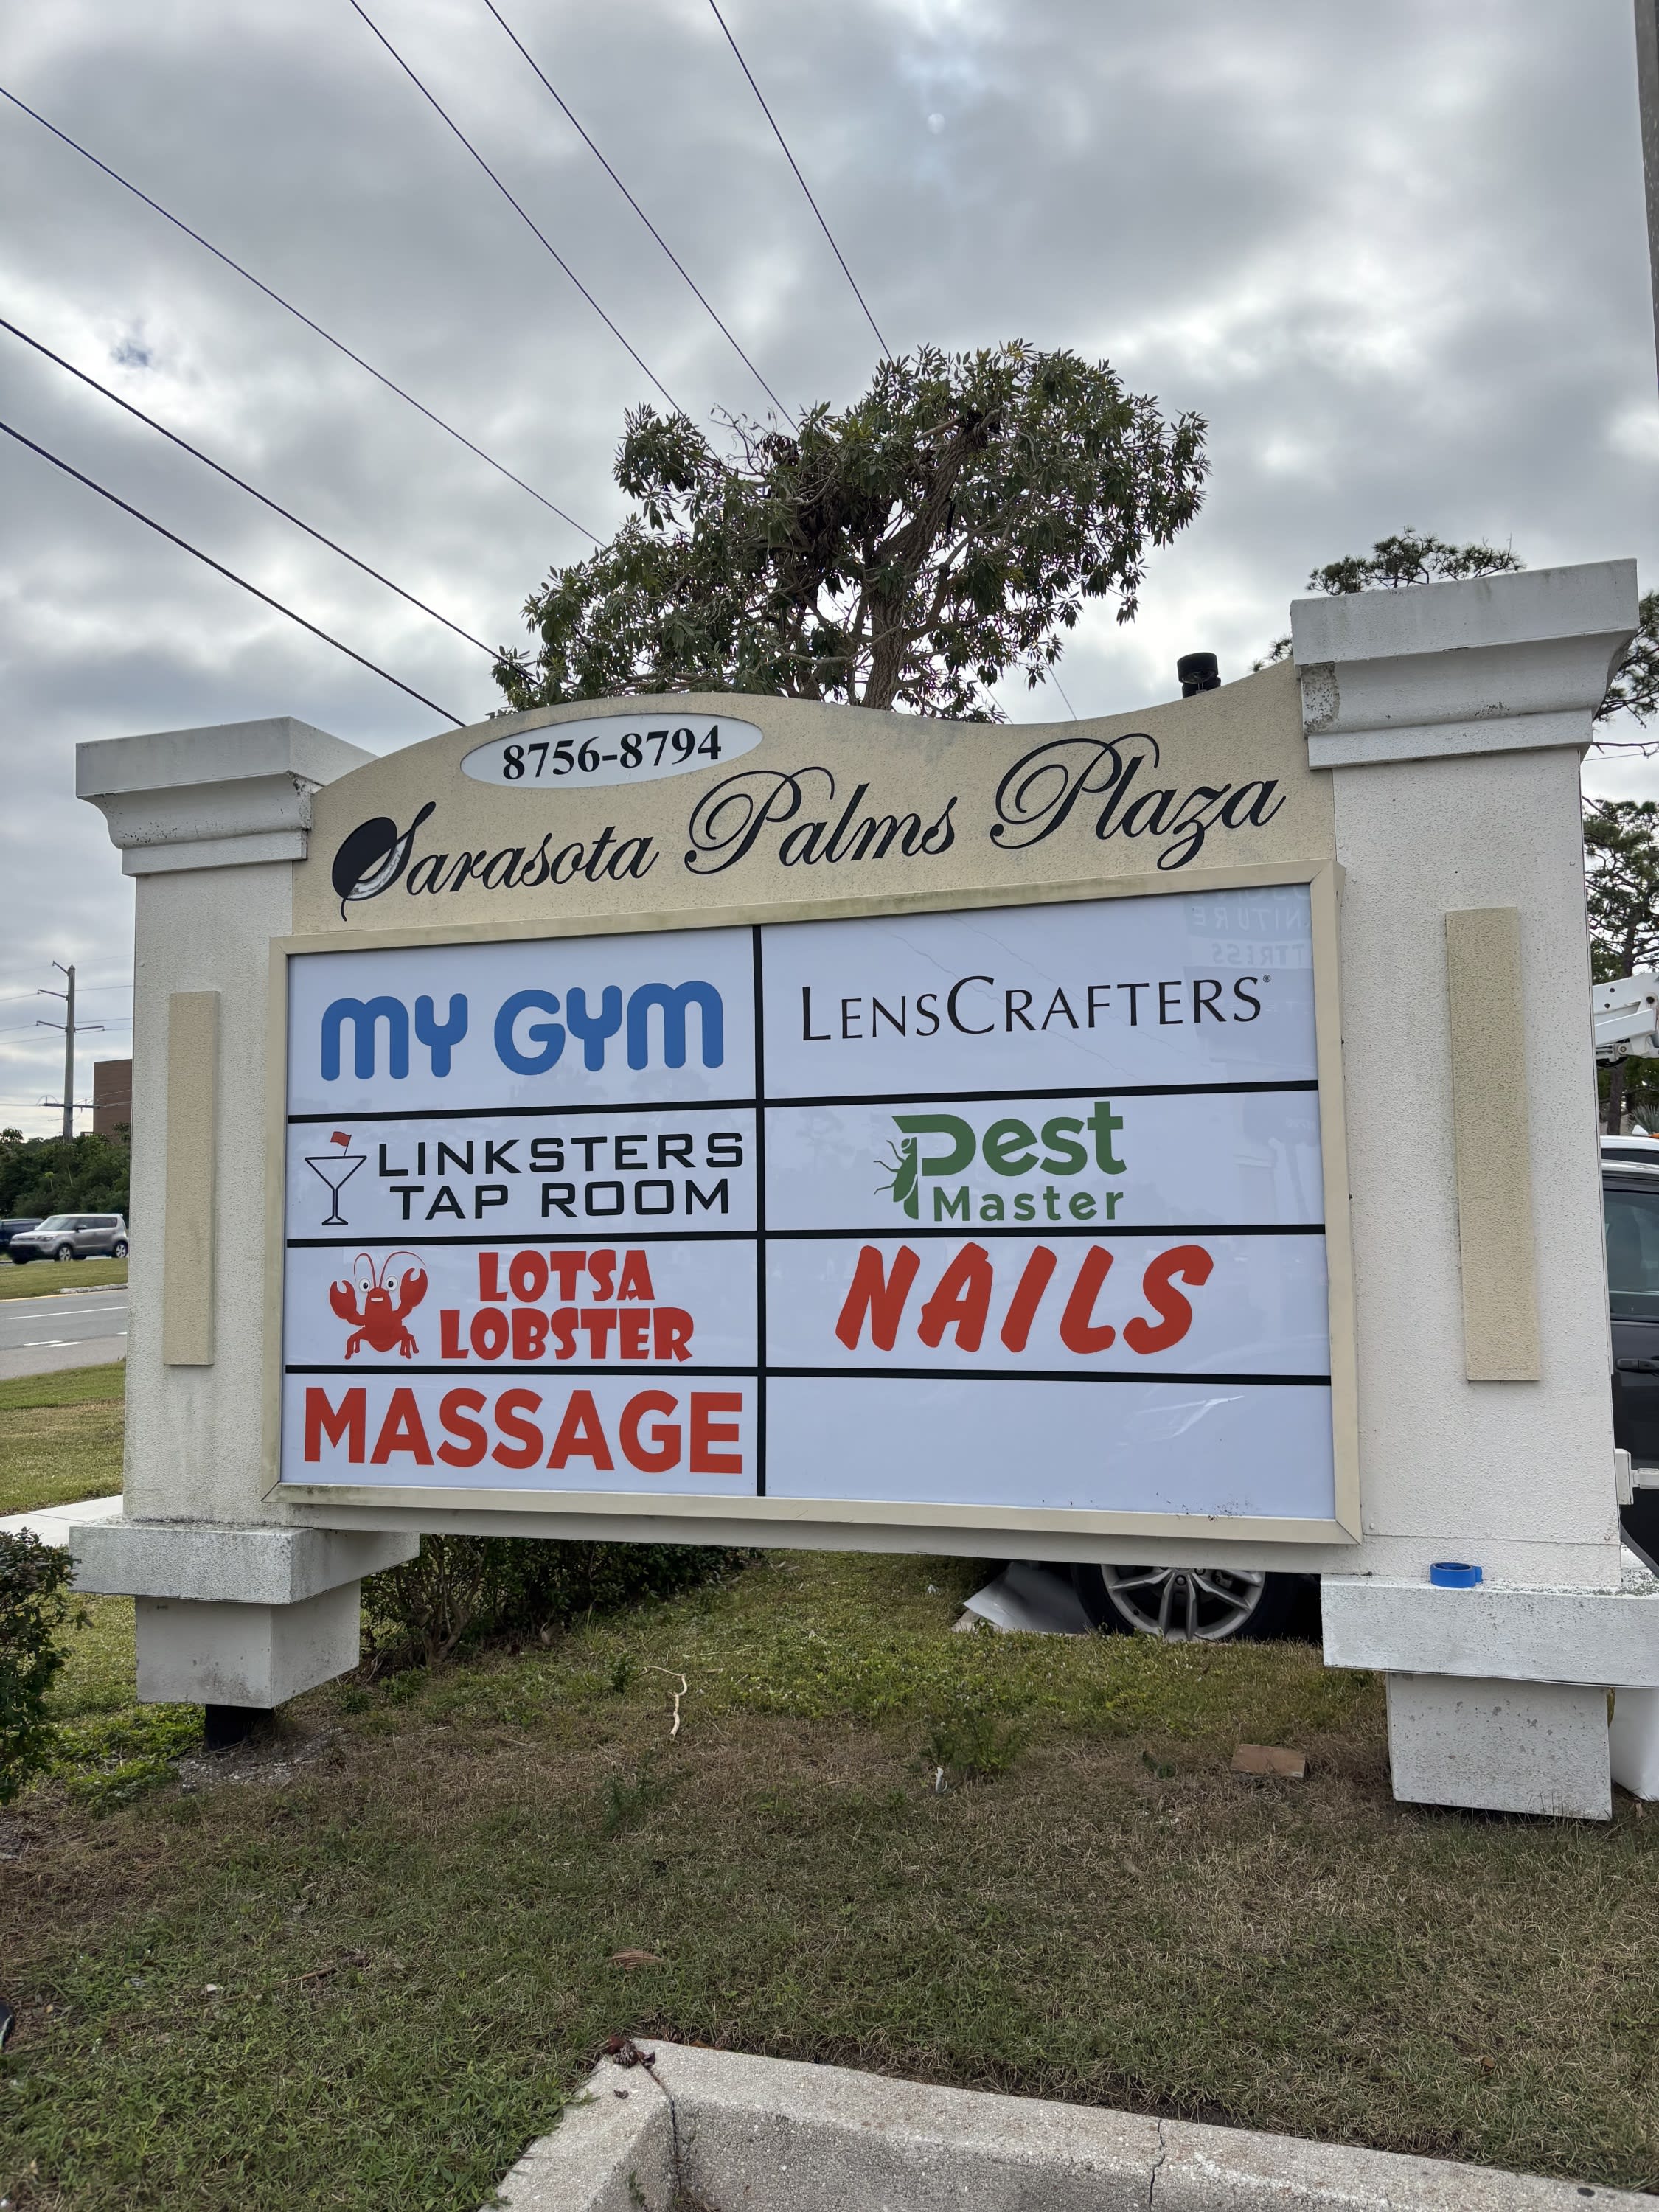 8756-8794
Sarasota Palms Plaza
MY GYM
LENSCRAFTERS®
LINKSTERS
TAP ROOM
Pest
Master
LOTSA
LOBSTER
NAILS
MASSAGE